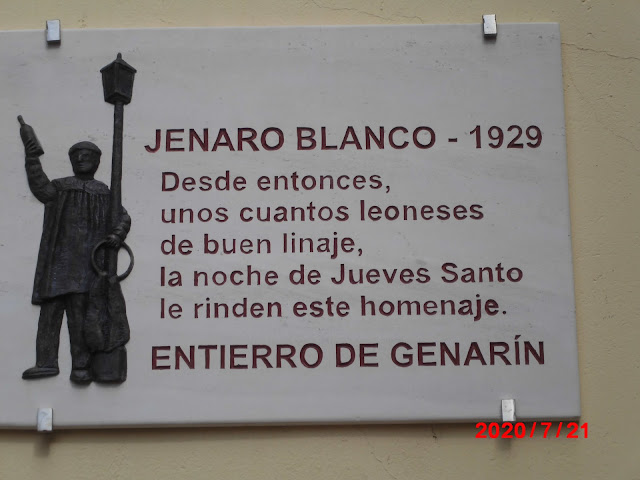 JENARO BLANCO - 1929
Desde entonces,
unos cuantos leoneses
de buen linaje,
la noche de Jueves Santo
le rinden este homenaje.
ENTIERRO DE GENARÍN
2020/7/21